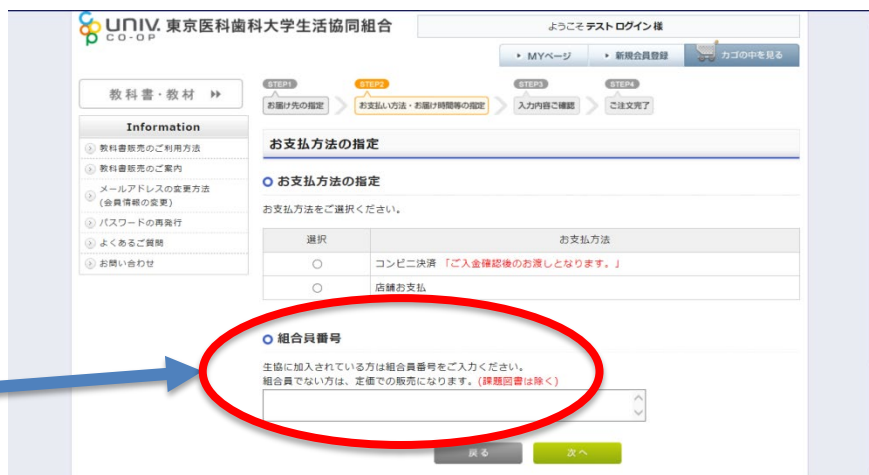 UNIV. 東京医科歯科大学生活協同組合
CO-OP
ようこそ テスト ログイン 様
MYページ
新規会員登録
カゴの中を見る
教科書・教材
STEP1 STEP2 STEP3 STEP4
お届け先の指定 お支払い方法・お届け時間等の指定 入力内容ご確認 ご注文完了
Information
教科書販売のご利用方法
教科書販売のご案内
メールアドレスの変更方法
(会員情報の変更)
パスワードの再発行
よくあるご質問
お問い合わせ
お支払方法の指定
お支払方法の指定
お支払方法をご選択ください。
選択 お支払方法
コンビニ決済 「ご入金確認後のお渡しとなります。」
店舗お支払
組合員番号
生協に加入されている方は組合員番号をご入力ください。
組合員でない方は、定価での販売になります。(課題図書は除く)
戻る 次へ